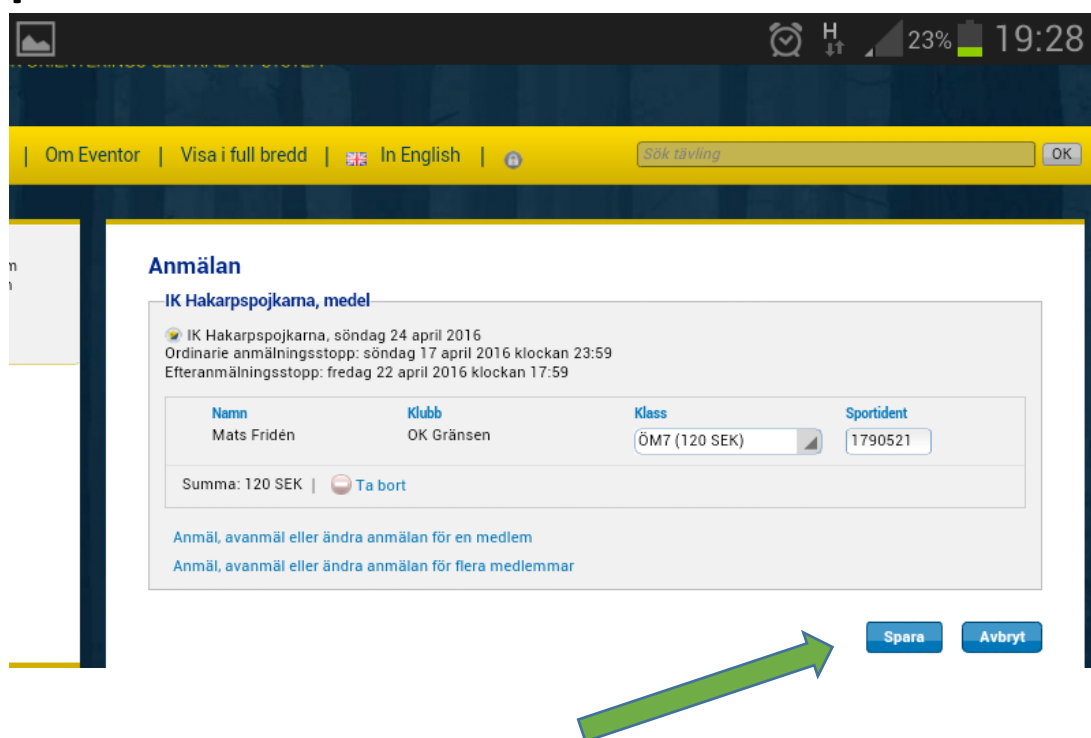 H 23% 19:28
| Om Eventor | Visa i full bredd | In English | Sök tävling OK
Anmälan
IK Hakarpspojkarna, medel
IK Hakarpspojkarna, söndag 24 april 2016
Ordinarie anmälningsstopp: söndag 17 april 2016 klockan 23:59
Efteranmälningsstopp: fredag 22 april 2016 klockan 17:59
Namn Klubb Klass Sportident
Mats Fridén OK Gränsen ÖM7 (120 SEK) 1790521
Summa: 120 SEK | Ta bort
Anmäl, avanmäl eller ändra anmälan för en medlem
Anmäl, avanmäl eller ändra anmälan för flera medlemmar
Spara Avbryt